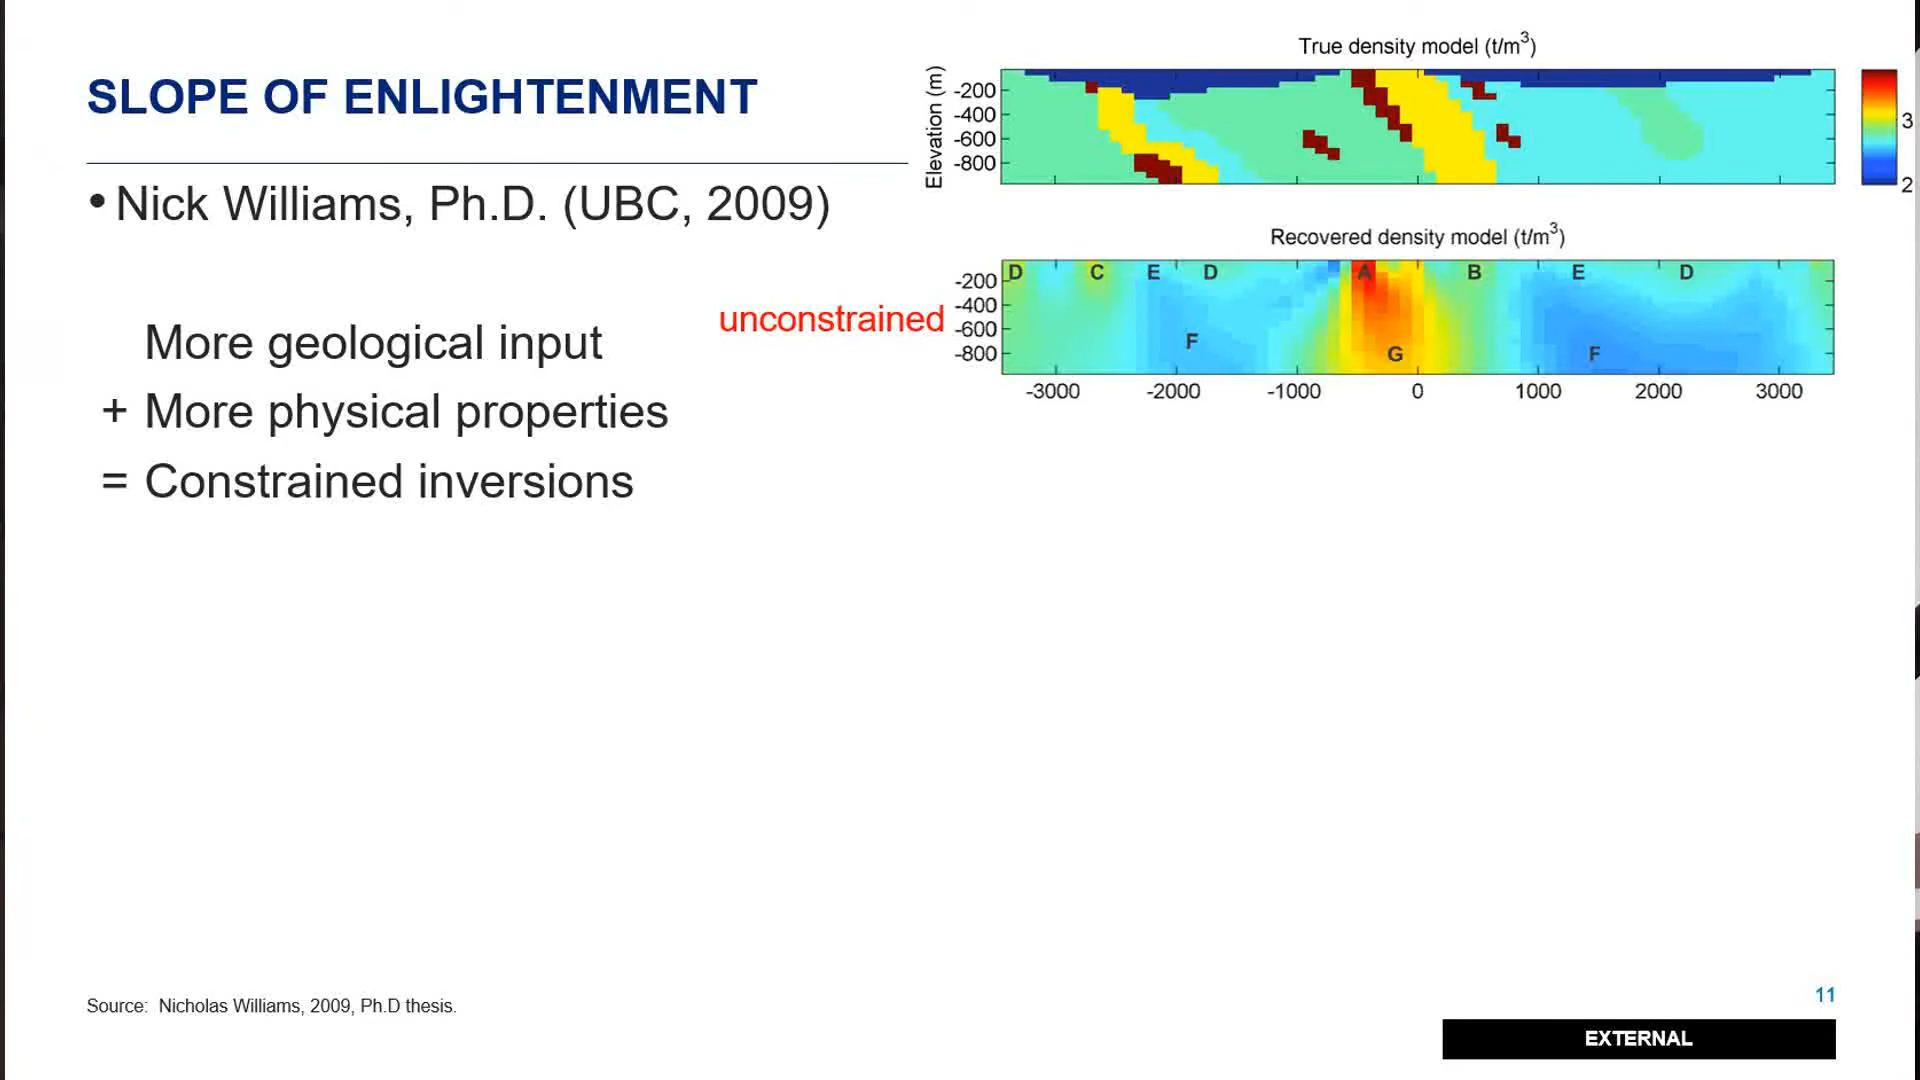 SLOPE OF ENLIGHTENMENT
• Nick Williams, Ph.D. (UBC, 2009)
More geological input
+ More physical properties
= Constrained inversions
unconstrained
True density model (t/m³)
Elevation (m)
-200
-400
-600
-800
3
2
Recovered density model (t/m³)
D C E D A B E D
F G F
-200
-400
-600
-800
-3000 -2000 -1000 0 1000 2000 3000
Source: Nicholas Williams, 2009, Ph.D thesis.
11
EXTERNAL